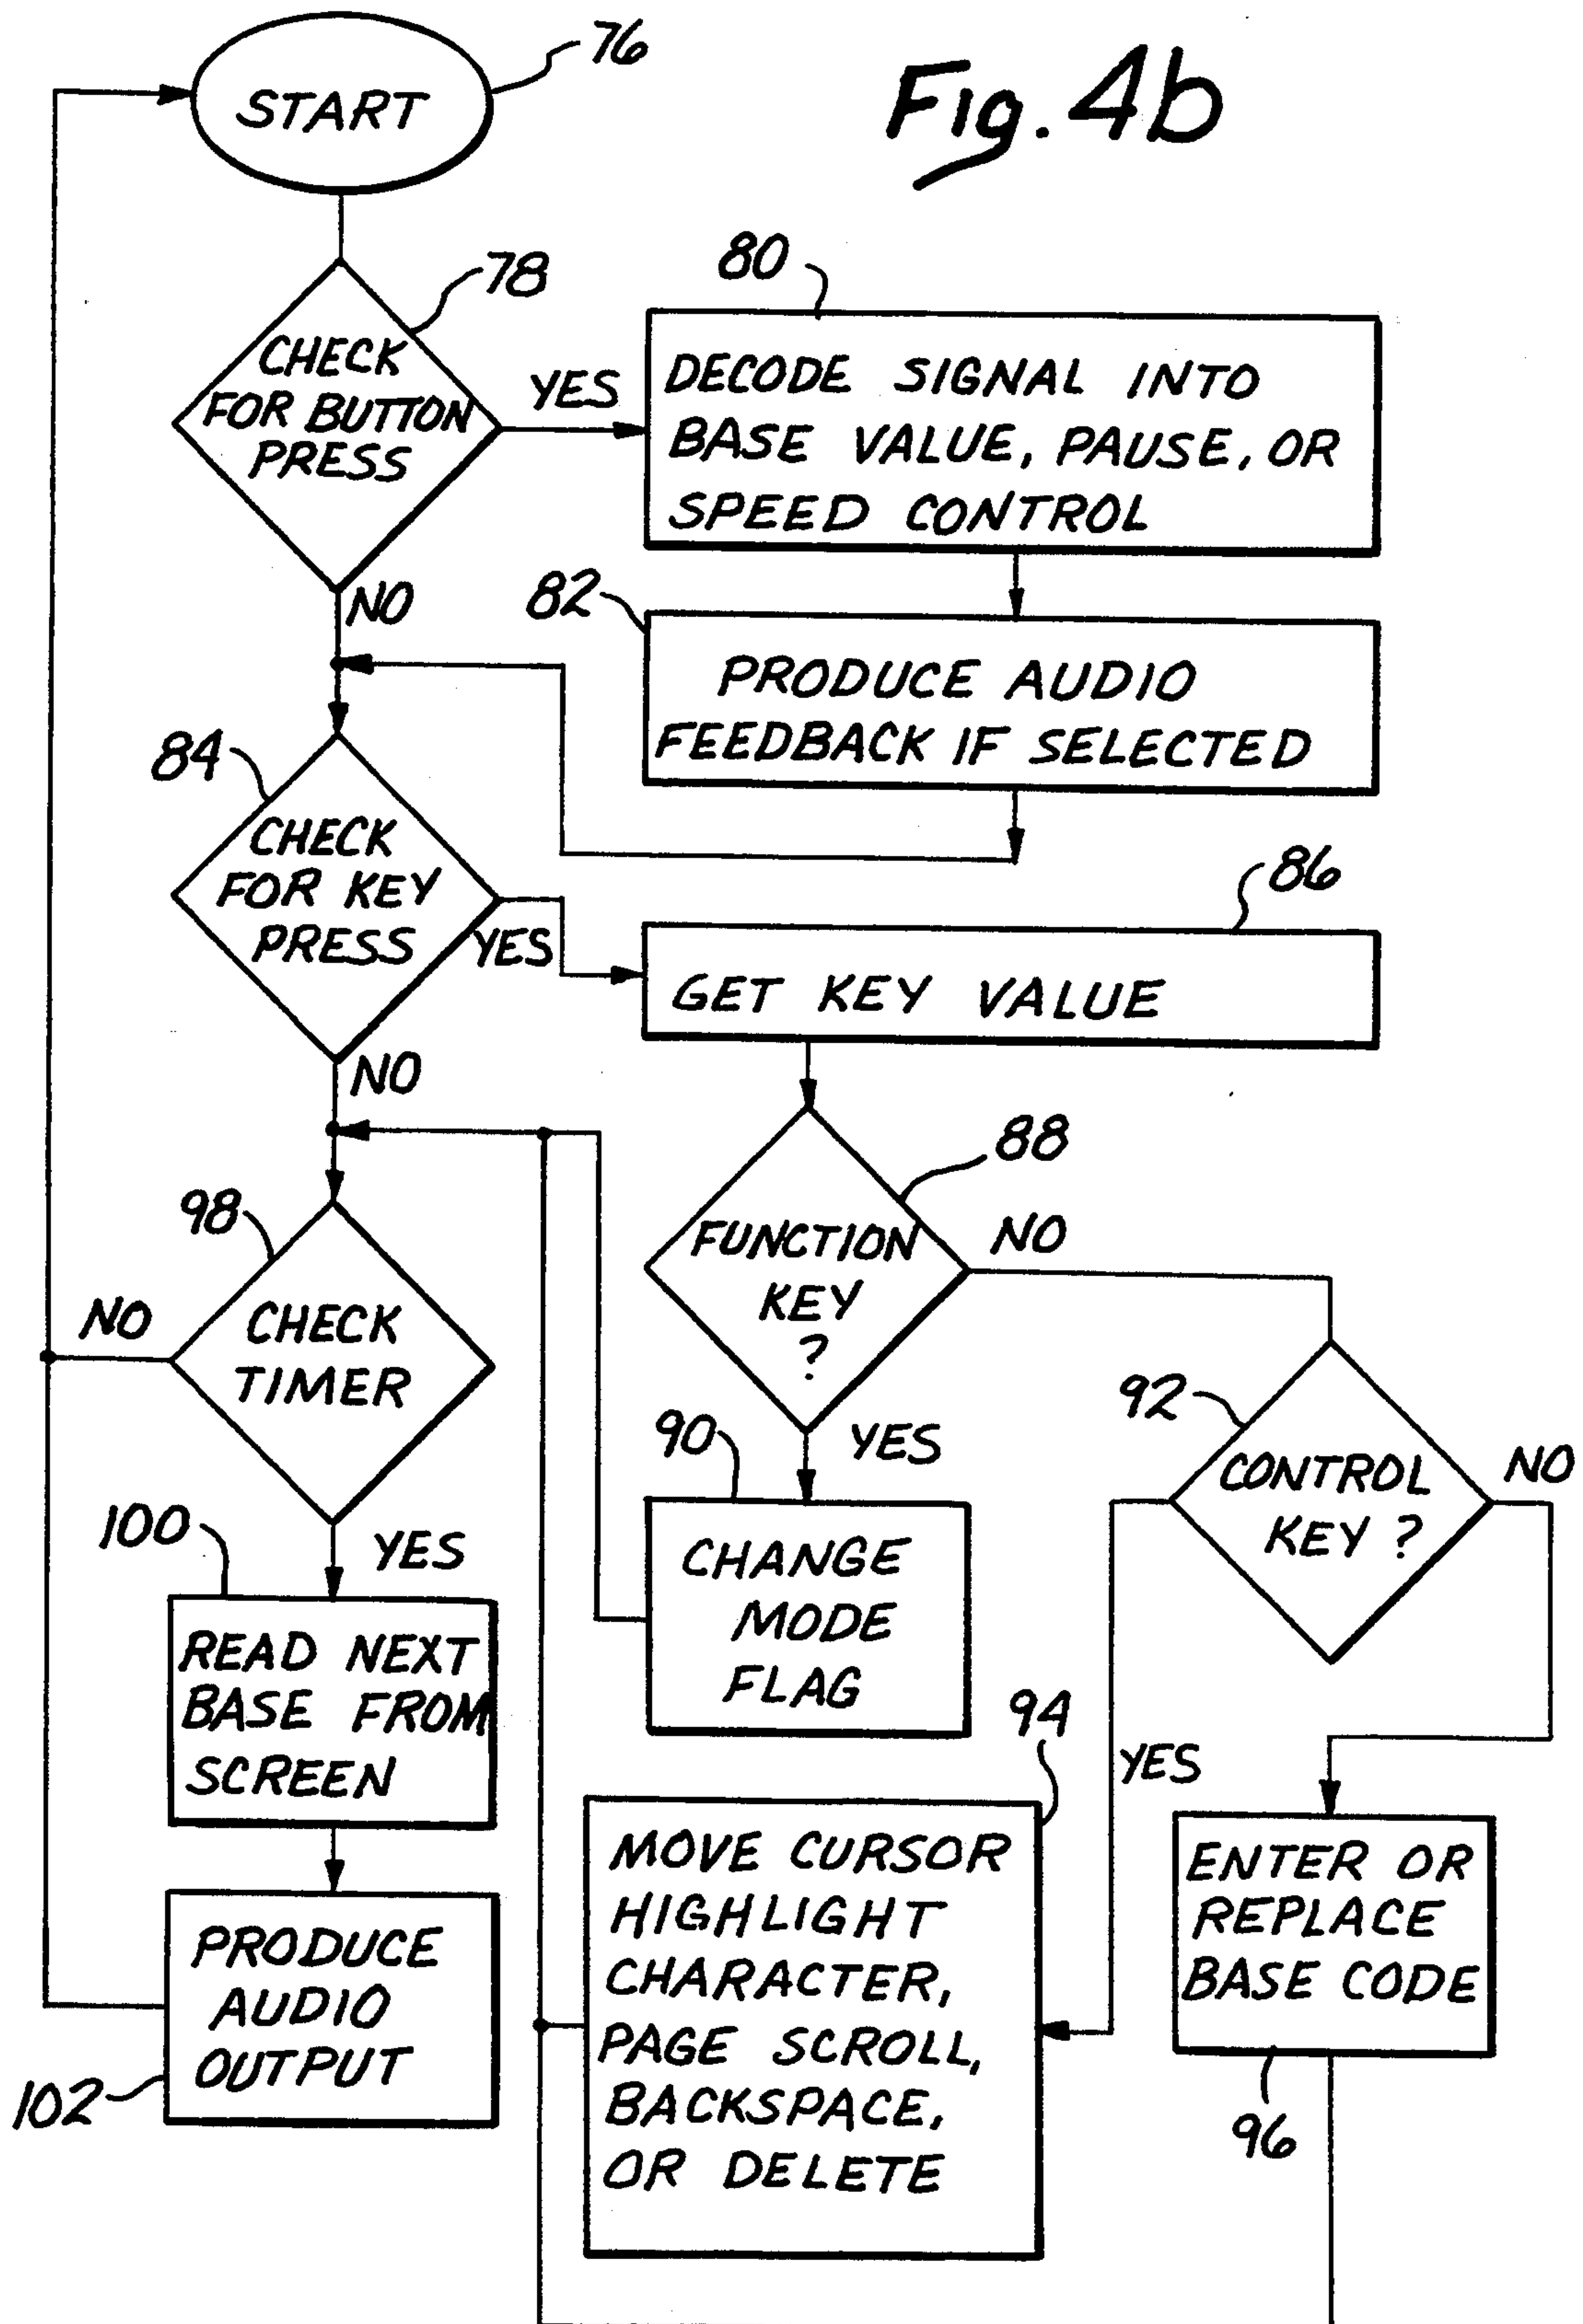 Fig. 4b
76
START
78
CHECK
FOR BUTTON
PRESS
YES
NO
80
DECODE SIGNAL INTO
BASE VALUE, PAUSE, OR
SPEED CONTROL
82
PRODUCE AUDIO
FEEDBACK IF SELECTED
84
CHECK
FOR KEY
PRESS
YES
NO
86
GET KEY VALUE
88
FUNCTION
KEY
?
NO
YES
90
CHANGE
MODE
FLAG
92
CONTROL
KEY ?
NO
YES
94
MOVE CURSOR
HIGHLIGHT
CHARACTER,
PAGE SCROLL,
BACKSPACE,
OR DELETE
ENTER OR
REPLACE
BASE CODE
96
98
CHECK
TIMER
NO
YES
100
READ NEXT
BASE FROM
SCREEN
PRODUCE
AUDIO
OUTPUT
102